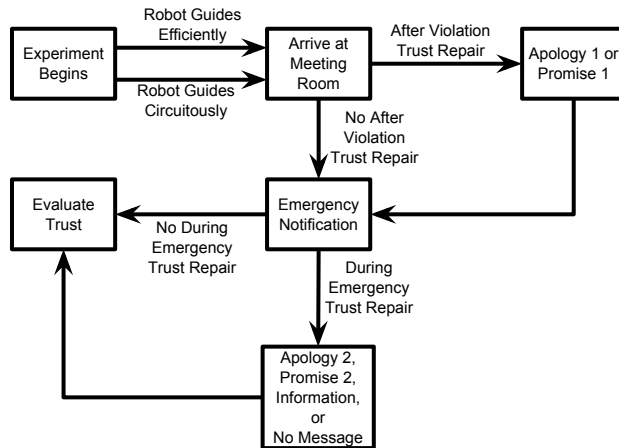 Robot Guides
Efficiently
Experiment
Begins
Robot Guides
Circuitously
Arrive at
Meeting
Room
After Violation
Trust Repair
Apology 1 or
Promise 1
No After
Violation
Trust Repair
Evaluate
Trust
No During
Emergency
Trust Repair
Emergency
Notification
During
Emergency
Trust Repair
Apology 2,
Promise 2,
Information,
or
No Message